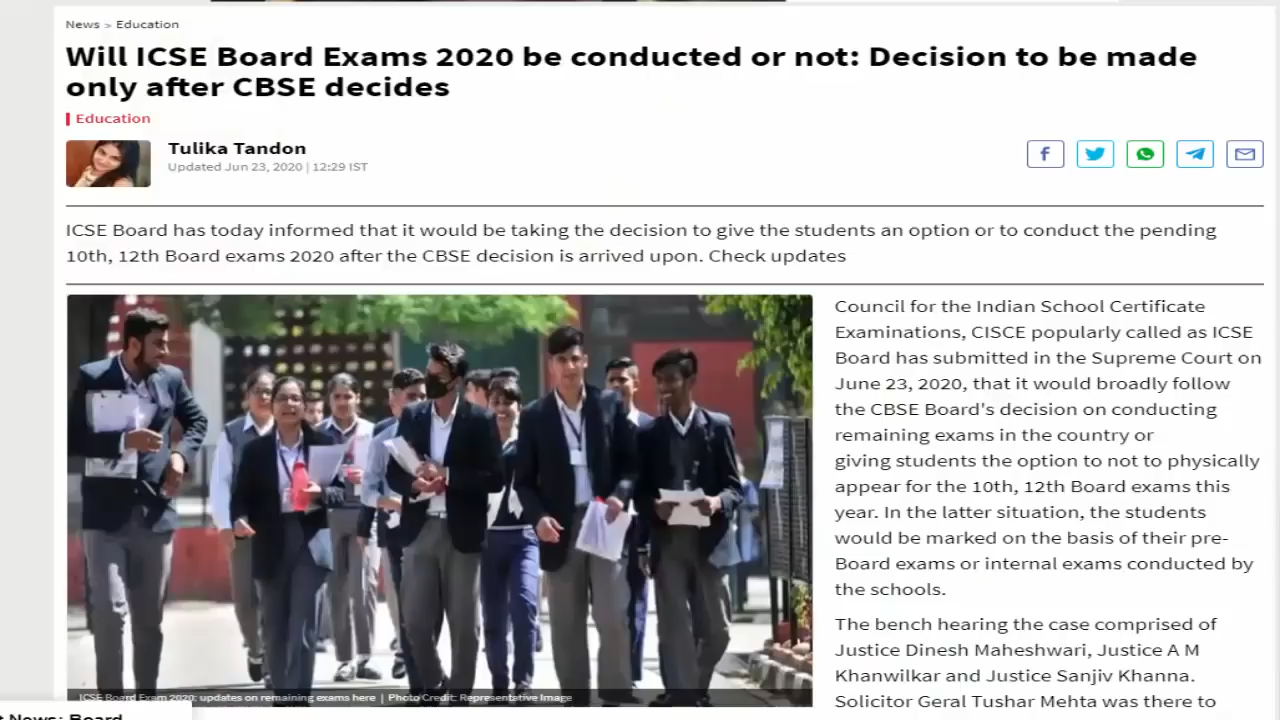 News > Education
Will ICSE Board Exams 2020 be conducted or not: Decision to be made
only after CBSE decides
Education
Tulika Tandon
Updated Jun 23, 2020 | 12:29 IST
ICSE Board has today informed that it would be taking the decision to give the students an option or to conduct the pending
10th, 12th Board exams 2020 after the CBSE decision is arrived upon. Check updates
Council for the Indian School Certificate
Examinations, CISCE popularly called as ICSE
Board has submitted in the Supreme Court on
June 23, 2020, that it would broadly follow
the CBSE Board's decision on conducting
remaining exams in the country or
giving students the option to not to physically
appear for the 10th, 12th Board exams this
year. In the latter situation, the students
would be marked on the basis of their pre-
Board exams or internal exams conducted by
the schools.
The bench hearing the case comprised of
Justice Dinesh Maheshwari, Justice A M
Khanwilkar and Justice Sanjiv Khanna.
Solicitor Geral Tushar Mehta was there to
ICSE Board Exam 2020: updates on remaining exams here | Photo Credit: Representative Image
News: Board